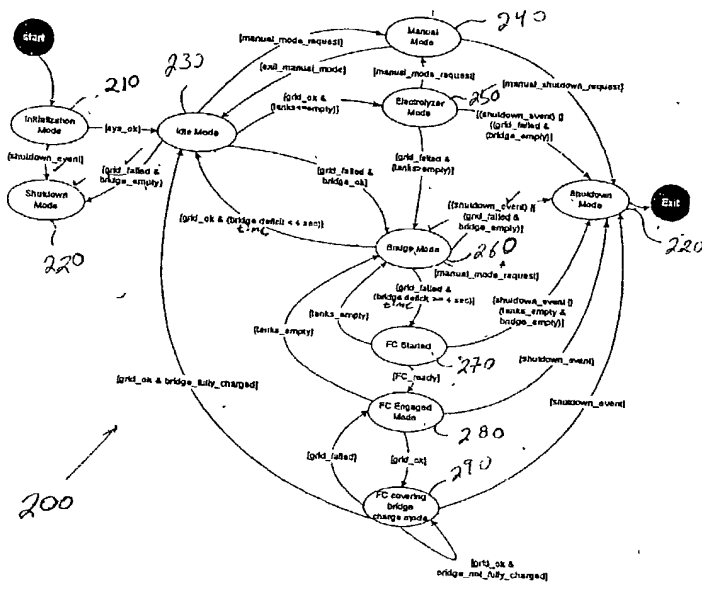 Start
240
Manual
Mode
[manual_mode_request]
230
210
[exit_manual_mode]
[manual_mode_request]
[manual_shutdown_request]
250
Initialization
Mode
[sys_ok]
Idle Mode
[grid_ok &
(tanks<=empty)]
Electrolyzer
Mode
[(shutdown_event) ||
((grid_failed &
(bridge_empty)]
[shutdown_event]
[grid_failed &
bridge_empty]
[grid_failed &
(tanks>empty)]
Shutdown
Mode
[grid_failed &
bridge_ok]
Shutdown
Mode
Exit
220
220
[grid_ok & (bridge deficit < 4 sec)]
time
[(shutdown_event) ||
(grid_failed &
bridge_empty)]
Bridge Mode
260
[manual_mode_request]
[grid_failed &
(bridge deficit >= 4 sec)]
time
[shutdown_event ||
(tanks_empty &
bridge_empty)]
[tanks_empty]
[tanks_empty]
FC Started
270
[shutdown_event]
[FC_ready]
[grid_ok & bridge_fully_charged]
FC Engaged
Mode
[shutdown_event]
280
[grid_failed]
[grid_ok]
290
FC covering
bridge
charge mode
200
[grid_ok &
bridge_not_fully_charged]